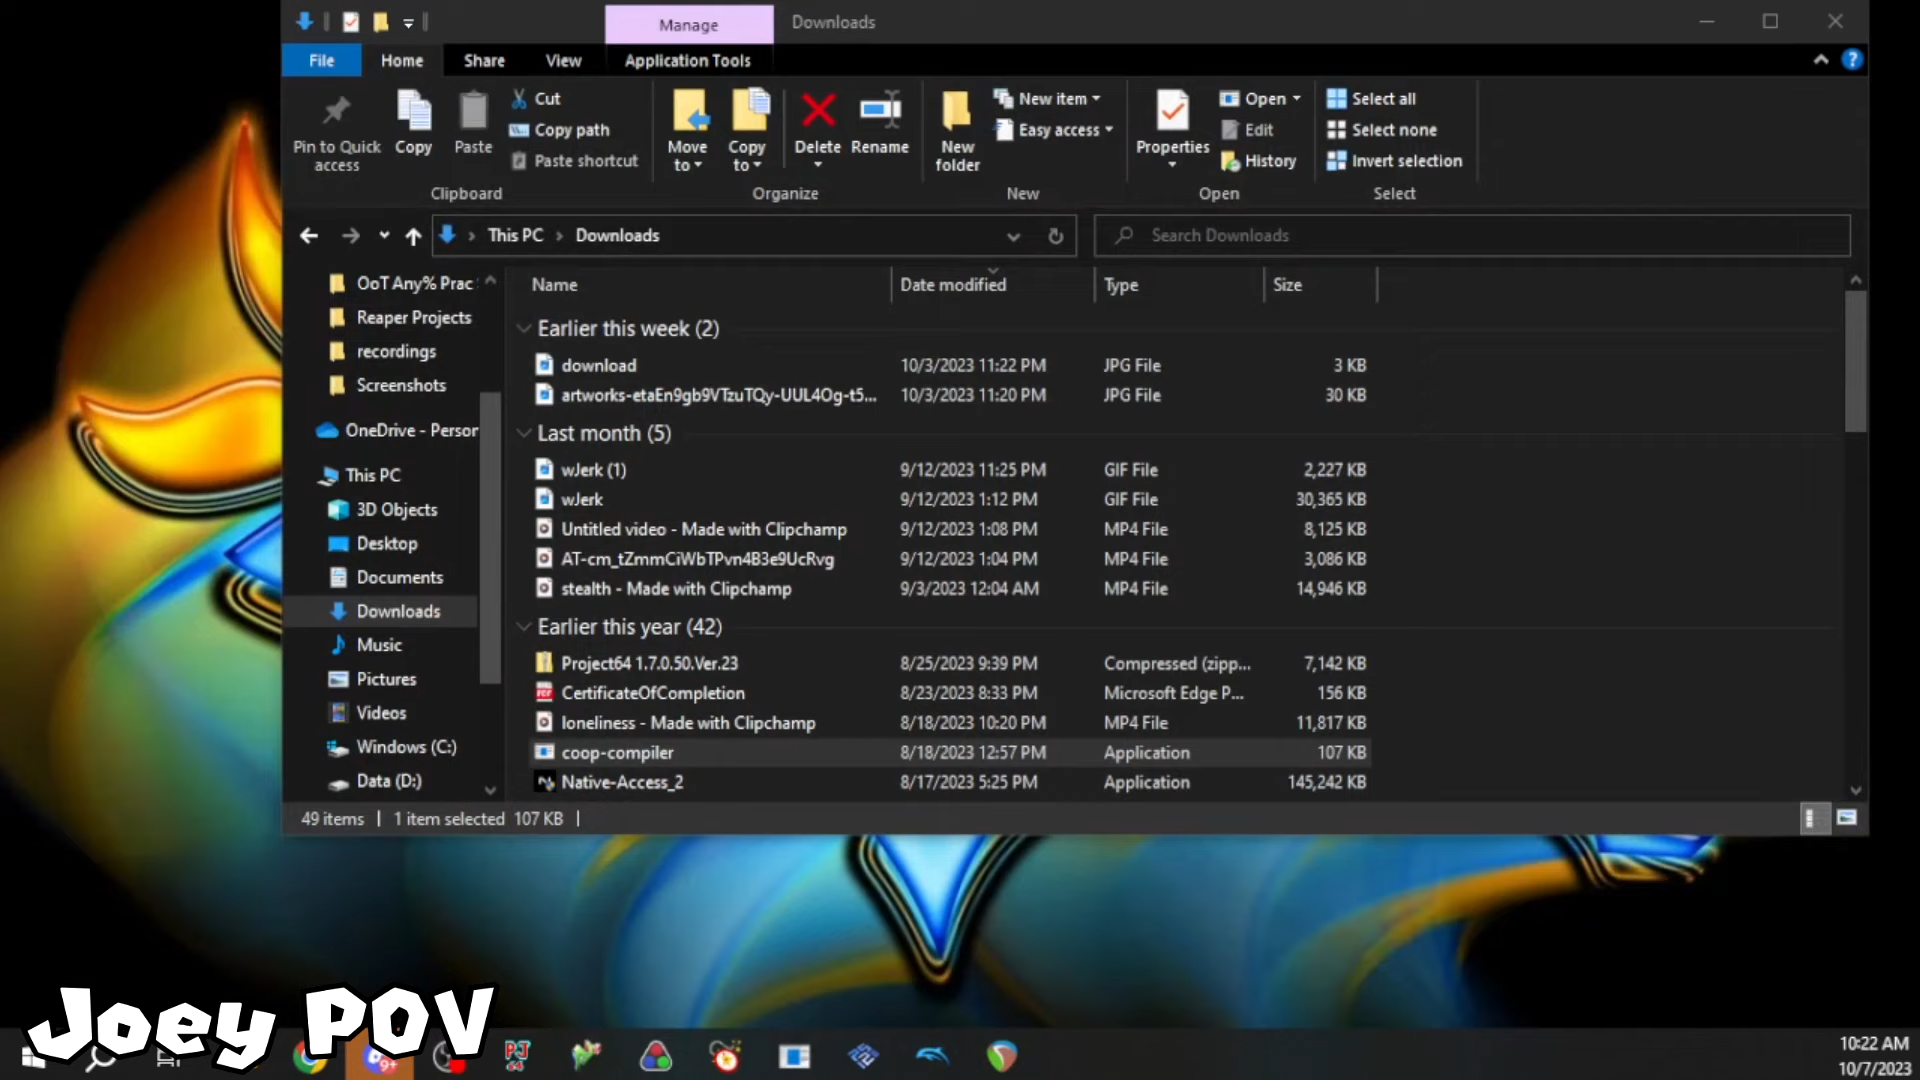 Manage
Downloads
File
Home
Share
View
Application Tools
Pin to Quick access
Copy
Paste
Cut
Copy path
Paste shortcut
Move to
Copy to
Delete
Rename
New folder
New item
Easy access
Properties
Open
Edit
History
Select all
Select none
Invert selection
Clipboard
Organize
New
Open
Select
This PC > Downloads
Search Downloads
OoT Any% Prac
Reaper Projects
recordings
Screenshots
OneDrive - Person
This PC
3D Objects
Desktop
Documents
Downloads
Music
Pictures
Videos
Windows (C:)
Data (D:)
Name Date modified Type Size
Earlier this week (2)
download 10/3/2023 11:22 PM JPG File 3 KB
artworks-etaEn9gb9VTzuTQy-UUL4Og-t5... 10/3/2023 11:20 PM JPG File 30 KB
Last month (5)
wJerk (1) 9/12/2023 11:25 PM GIF File 2,227 KB
wJerk 9/12/2023 1:12 PM GIF File 30,365 KB
Untitled video - Made with Clipchamp 9/12/2023 1:08 PM MP4 File 8,125 KB
AT-cm_tZmmCiWbTPvn4B3e9UcRvg 9/12/2023 1:04 PM MP4 File 3,086 KB
stealth - Made with Clipchamp 9/3/2023 12:04 AM MP4 File 14,946 KB
Earlier this year (42)
Project64 1.7.0.50.Ver.23 8/25/2023 9:39 PM Compressed (zipp... 7,142 KB
CertificateOfCompletion 8/23/2023 8:33 PM Microsoft Edge P... 156 KB
loneliness - Made with Clipchamp 8/18/2023 10:20 PM MP4 File 11,817 KB
coop-compiler 8/18/2023 12:57 PM Application 107 KB
Native-Access_2 8/17/2023 5:25 PM Application 145,242 KB
49 items | 1 item selected 107 KB |
Joey POV
9+
PJ
64
10:22 AM
10/7/2023